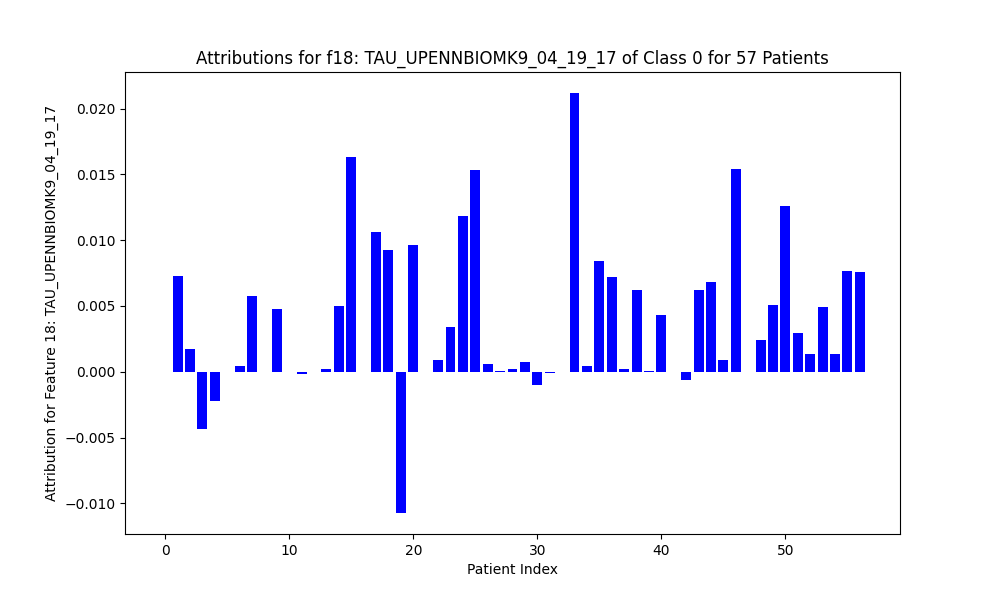 Attributions for f18: TAU_UPENNBIOMK9_04_19_17 of Class 0 for 57 Patients
Attribution for Feature 18: TAU_UPENNBIOMK9_04_19_17
0.020
0.015
0.010
0.005
0.000
−0.005
−0.010
0 10 20 30 40 50
Patient Index